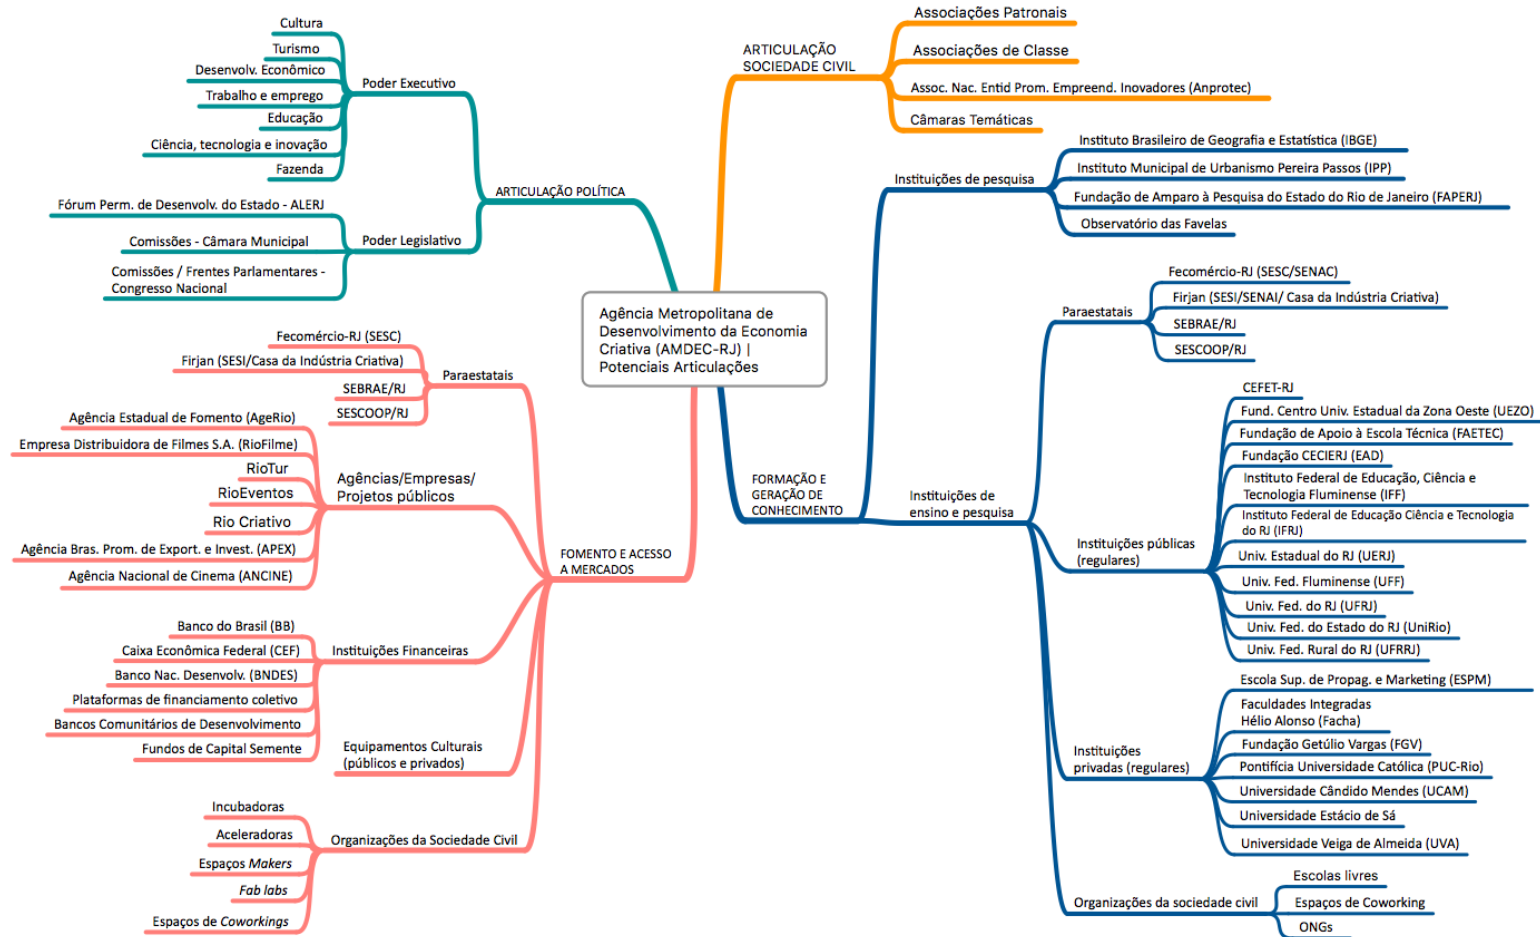 Agência Metropolitana de
Desenvolvimento da Economia
Criativa (AMDEC-RJ) |
Potenciais Articulações
ARTICULAÇÃO POLÍTICA
Poder Executivo
Cultura
Turismo
Desenvolv. Econômico
Trabalho e emprego
Educação
Ciência, tecnologia e inovação
Fazenda
Poder Legislativo
Fórum Perm. de Desenvolv. do Estado - ALERJ
Comissões - Câmara Municipal
Comissões / Frentes Parlamentares -
Congresso Nacional
FOMENTO E ACESSO
A MERCADOS
Paraestatais
Fecomércio-RJ (SESC)
Firjan (SESI/Casa da Indústria Criativa)
SEBRAE/RJ
SESCOOP/RJ
Agências/Empresas/
Projetos públicos
Agência Estadual de Fomento (AgeRio)
Empresa Distribuidora de Filmes S.A. (RioFilme)
RioTur
RioEventos
Rio Criativo
Agência Bras. Prom. de Export. e Invest. (APEX)
Agência Nacional de Cinema (ANCINE)
Instituições Financeiras
Banco do Brasil (BB)
Caixa Econômica Federal (CEF)
Banco Nac. Desenvolv. (BNDES)
Plataformas de financiamento coletivo
Bancos Comunitários de Desenvolvimento
Fundos de Capital Semente
Equipamentos Culturais
(públicos e privados)
Organizações da Sociedade Civil
Incubadoras
Aceleradoras
Espaços Makers
Fab labs
Espaços de Coworkings
ARTICULAÇÃO
SOCIEDADE CIVIL
Associações Patronais
Associações de Classe
Assoc. Nac. Entid Prom. Empreend. Inovadores (Anprotec)
Câmaras Temáticas
FORMAÇÃO E
GERAÇÃO DE
CONHECIMENTO
Instituições de pesquisa
Instituto Brasileiro de Geografia e Estatística (IBGE)
Instituto Municipal de Urbanismo Pereira Passos (IPP)
Fundação de Amparo à Pesquisa do Estado do Rio de Janeiro (FAPERJ)
Observatório das Favelas
Instituições de
ensino e pesquisa
Paraestatais
Fecomércio-RJ (SESC/SENAC)
Firjan (SESI/SENAI/ Casa da Indústria Criativa)
SEBRAE/RJ
SESCOOP/RJ
Instituições públicas
(regulares)
CEFET-RJ
Fund. Centro Univ. Estadual da Zona Oeste (UEZO)
Fundação de Apoio à Escola Técnica (FAETEC)
Fundação CECIERJ (EAD)
Instituto Federal de Educação, Ciência e
Tecnologia Fluminense (IFF)
Instituto Federal de Educação Ciência e Tecnologia
do RJ (IFRJ)
Univ. Estadual do RJ (UERJ)
Univ. Fed. Fluminense (UFF)
Univ. Fed. do RJ (UFRJ)
Univ. Fed. do Estado do RJ (UniRio)
Univ. Fed. Rural do RJ (UFRRJ)
Instituições
privadas (regulares)
Escola Sup. de Propag. e Marketing (ESPM)
Faculdades Integradas
Hélio Alonso (Facha)
Fundação Getúlio Vargas (FGV)
Pontifícia Universidade Católica (PUC-Rio)
Universidade Cândido Mendes (UCAM)
Universidade Estácio de Sá
Universidade Veiga de Almeida (UVA)
Organizações da sociedade civil
Escolas livres
Espaços de Coworking
ONGs